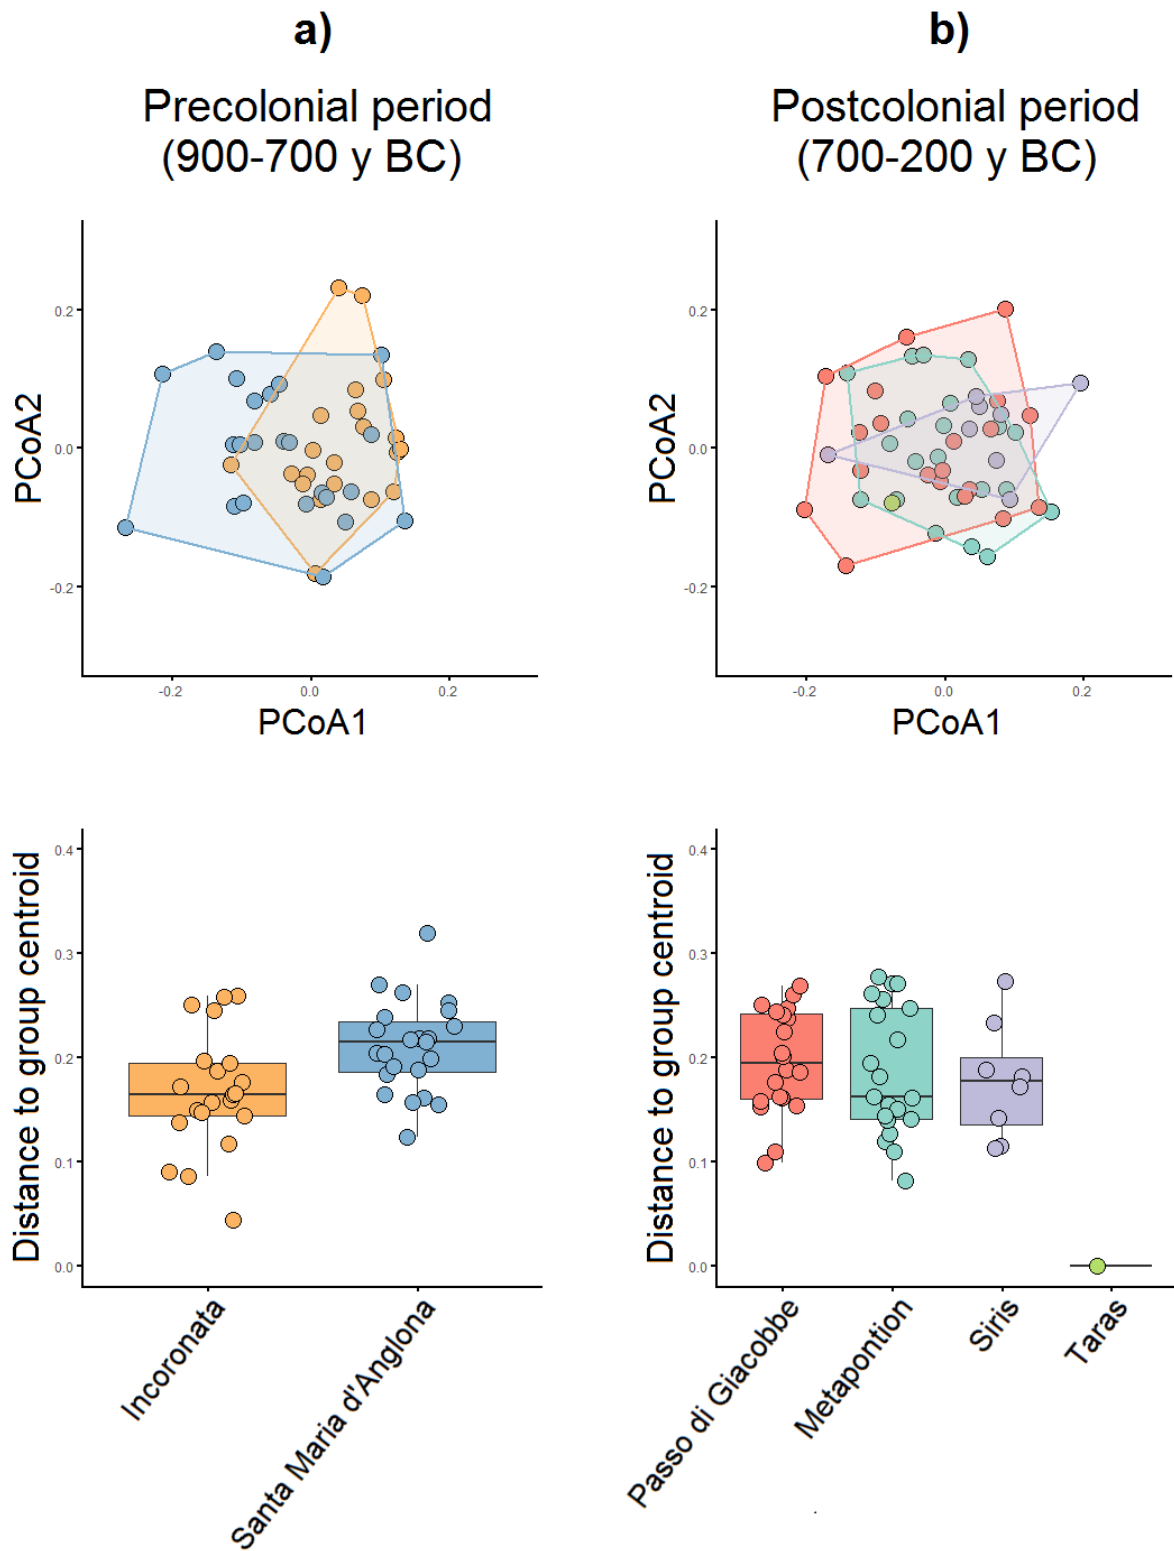 a)
Precolonial period
(900-700 y BC)
PCoA2
0.2
0.0
-0.2
-0.2
0.0
0.2
PCoA1
b)
Postcolonial period
(700-200 y BC)
PCoA2
0.2
0.0
-0.2
-0.2
0.0
0.2
PCoA1
Distance to group centroid
0.4
0.3
0.2
0.1
0.0
Incoronata
Santa Maria d'Anglona
Distance to group centroid
0.4
0.3
0.2
0.1
0.0
Passo di Giacobbe
Metapontion
Siris
Taras